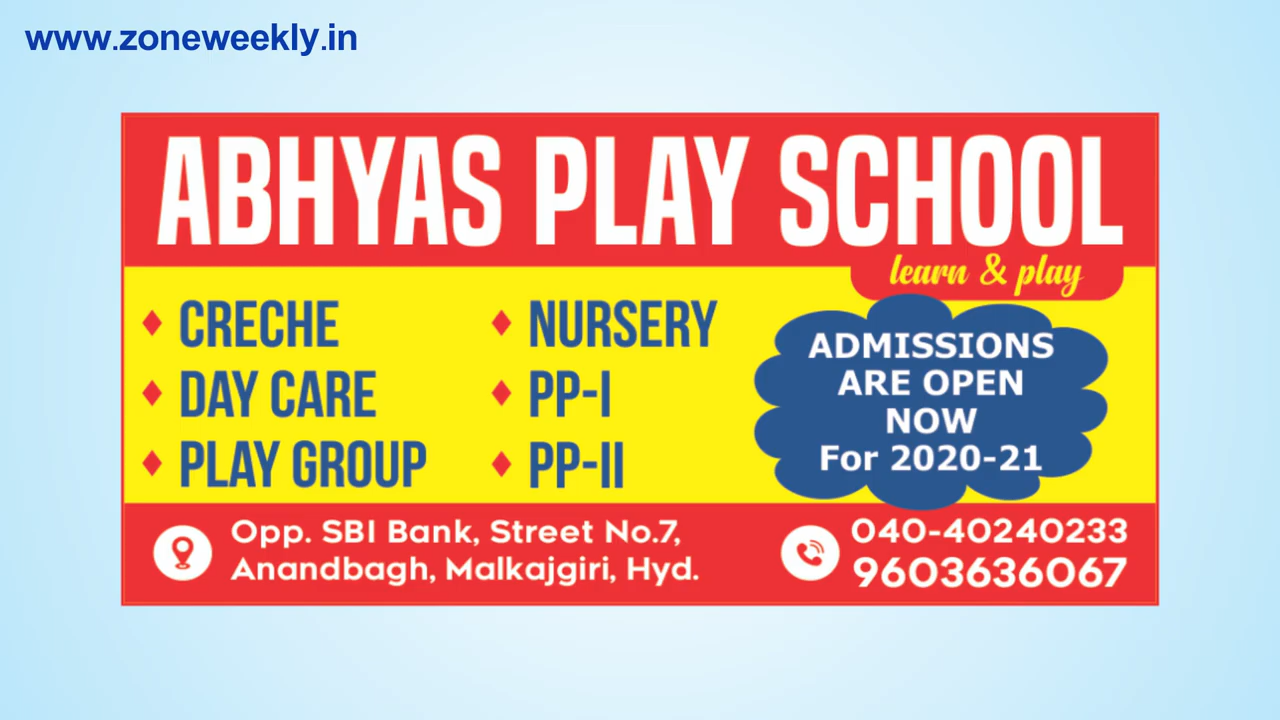 www.zoneweekly.in
ABHYAS PLAY SCHOOL
learn & play
CRECHE
DAY CARE
PLAY GROUP
NURSERY
PP-I
PP-II
ADMISSIONS
ARE OPEN
NOW
For 2020-21
Opp. SBI Bank, Street No.7,
Anandbagh, Malkajgiri, Hyd.
040-40240233
9603636067